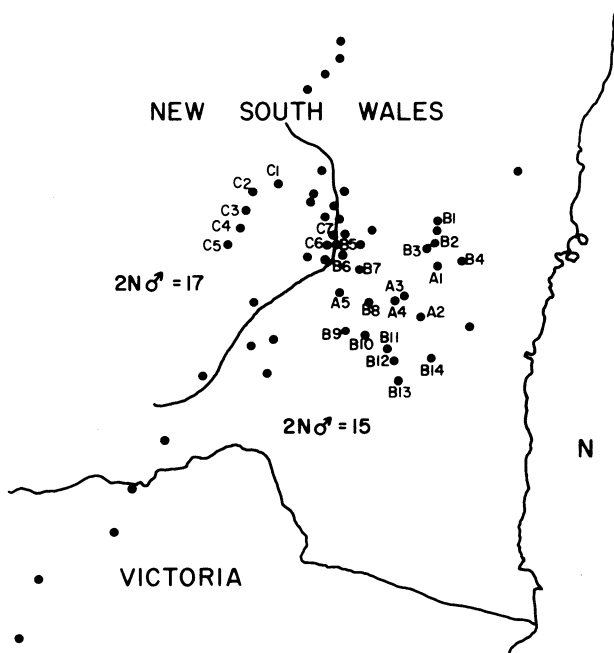 NEW SOUTH WALES
C1
C2
C3
C4
C5
C7
C6 B5
B6
B7
B1
B2
B3
B4
A1
2N♂=17
A3
A5
B8 A4
A2
B9
B10
B11
B12
B14
B13
2N♂=15
N
VICTORIA